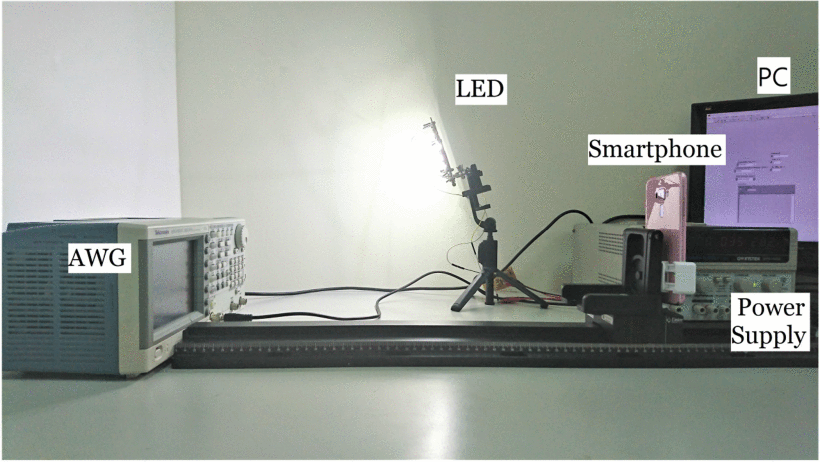 PC
LED
Smartphone
AWG
Power
Supply